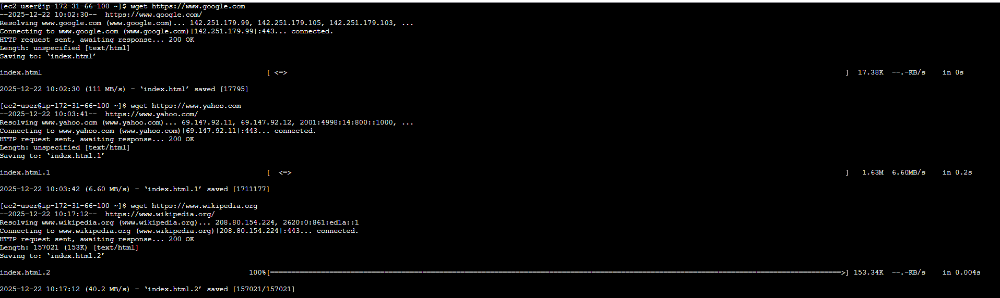 [ec2-user@ip-172-31-66-100 ~]$ wget https://www.google.com
--2025-12-22 10:02:30--  https://www.google.com/
Resolving www.google.com (www.google.com)... 142.251.179.99, 142.251.179.105, 142.251.179.103, ...
Connecting to www.google.com (www.google.com)|142.251.179.99|:443... connected.
HTTP request sent, awaiting response... 200 OK
Length: unspecified [text/html]
Saving to: ‘index.html’
index.html [ <=> ] 17.38K --.-KB/s in 0s
2025-12-22 10:02:30 (111 MB/s) - ‘index.html’ saved [17795]
[ec2-user@ip-172-31-66-100 ~]$ wget https://www.yahoo.com
--2025-12-22 10:03:41--  https://www.yahoo.com/
Resolving www.yahoo.com (www.yahoo.com)... 69.147.92.11, 69.147.92.12, 2001:4998:14:800::1000, ...
Connecting to www.yahoo.com (www.yahoo.com)|69.147.92.11|:443... connected.
HTTP request sent, awaiting response... 200 OK
Length: unspecified [text/html]
Saving to: ‘index.html.1’
index.html.1 [ <=> ] 1.63M 6.60MB/s in 0.2s
2025-12-22 10:03:42 (6.60 MB/s) - ‘index.html.1’ saved [1711177]
[ec2-user@ip-172-31-66-100 ~]$ wget https://www.wikipedia.org
--2025-12-22 10:17:12--  https://www.wikipedia.org/
Resolving www.wikipedia.org (www.wikipedia.org)... 208.80.154.224, 2620:0:861:ed1a::1
Connecting to www.wikipedia.org (www.wikipedia.org)|208.80.154.224|:443... connected.
HTTP request sent, awaiting response... 200 OK
Length: 157021 (153K) [text/html]
Saving to: ‘index.html.2’
index.html.2 100%[=======================================================================================================================================>] 153.34K --.-KB/s in 0.004s
2025-12-22 10:17:12 (40.2 MB/s) - ‘index.html.2’ saved [157021/157021]